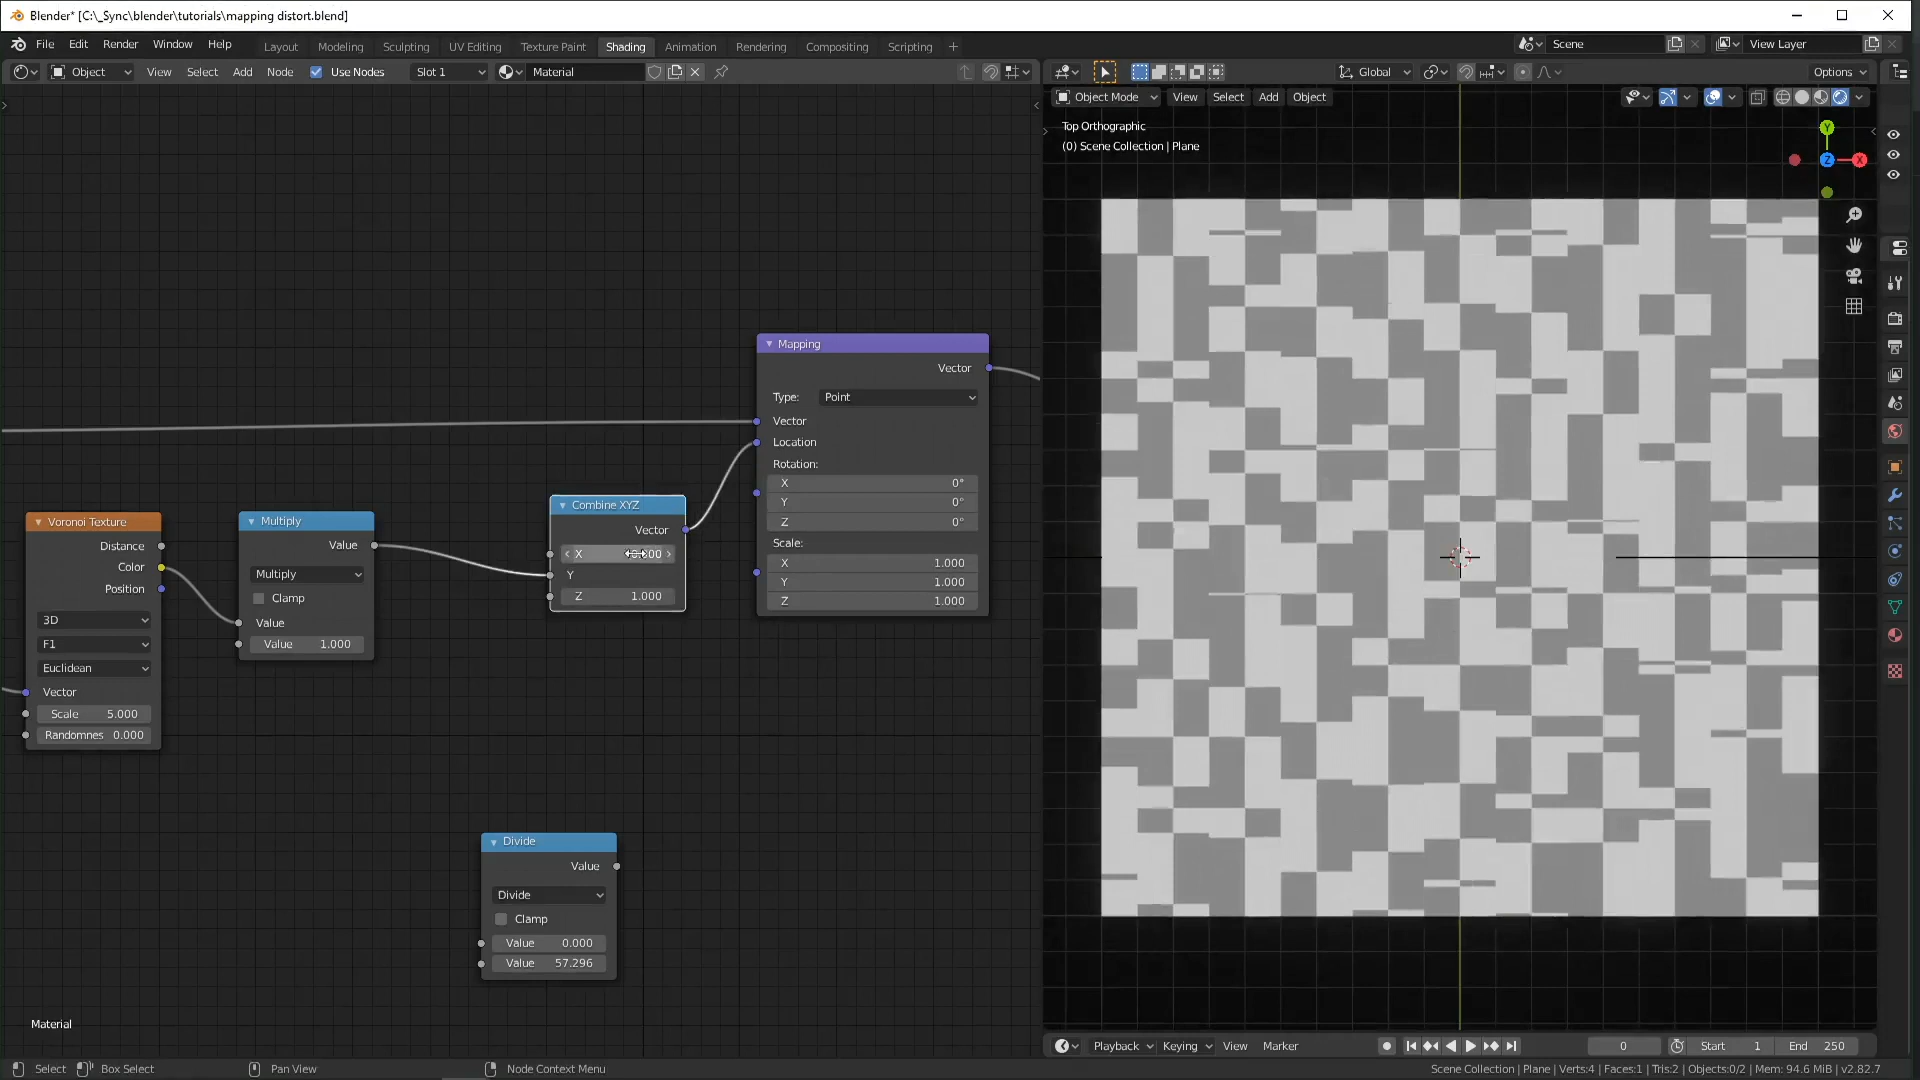 Blender* [C:\_Sync\blender\tutorials\mapping distort.blend]
File Edit Render Window Help Layout Modeling Sculpting UV Editing Texture Paint Shading Animation Rendering Compositing Scripting + Scene View Layer
Object View Select Add Node Use Nodes Slot 1 Material Global Options
Object Mode View Select Add Object
Top Orthographic
(0) Scene Collection | Plane
Y
Z X
Mapping
Vector
Type: Point
Vector
Location
Rotation:
X 0°
Y 0°
Z 0°
Scale:
X 1.000
Y 1.000
Z 1.000
Combine XYZ
Vector
X
Y
Z 1.000
Voronoi Texture
Distance
Color
Position
3D
F1
Euclidean
Vector
Scale 5.000
Randomnes 0.000
Multiply
Value
Multiply
Clamp
Value
Value 1.000
Divide
Value
Divide
Clamp
Value 0.000
Value 57.296
Material
Playback Keying View Marker 0 Start 1 End 250
Select Box Select Pan View Node Context Menu Scene Collection | Plane | Verts:4 | Faces:1 | Tris:2 | Objects:0/2 | Mem: 94.6 MiB | v2.82.7